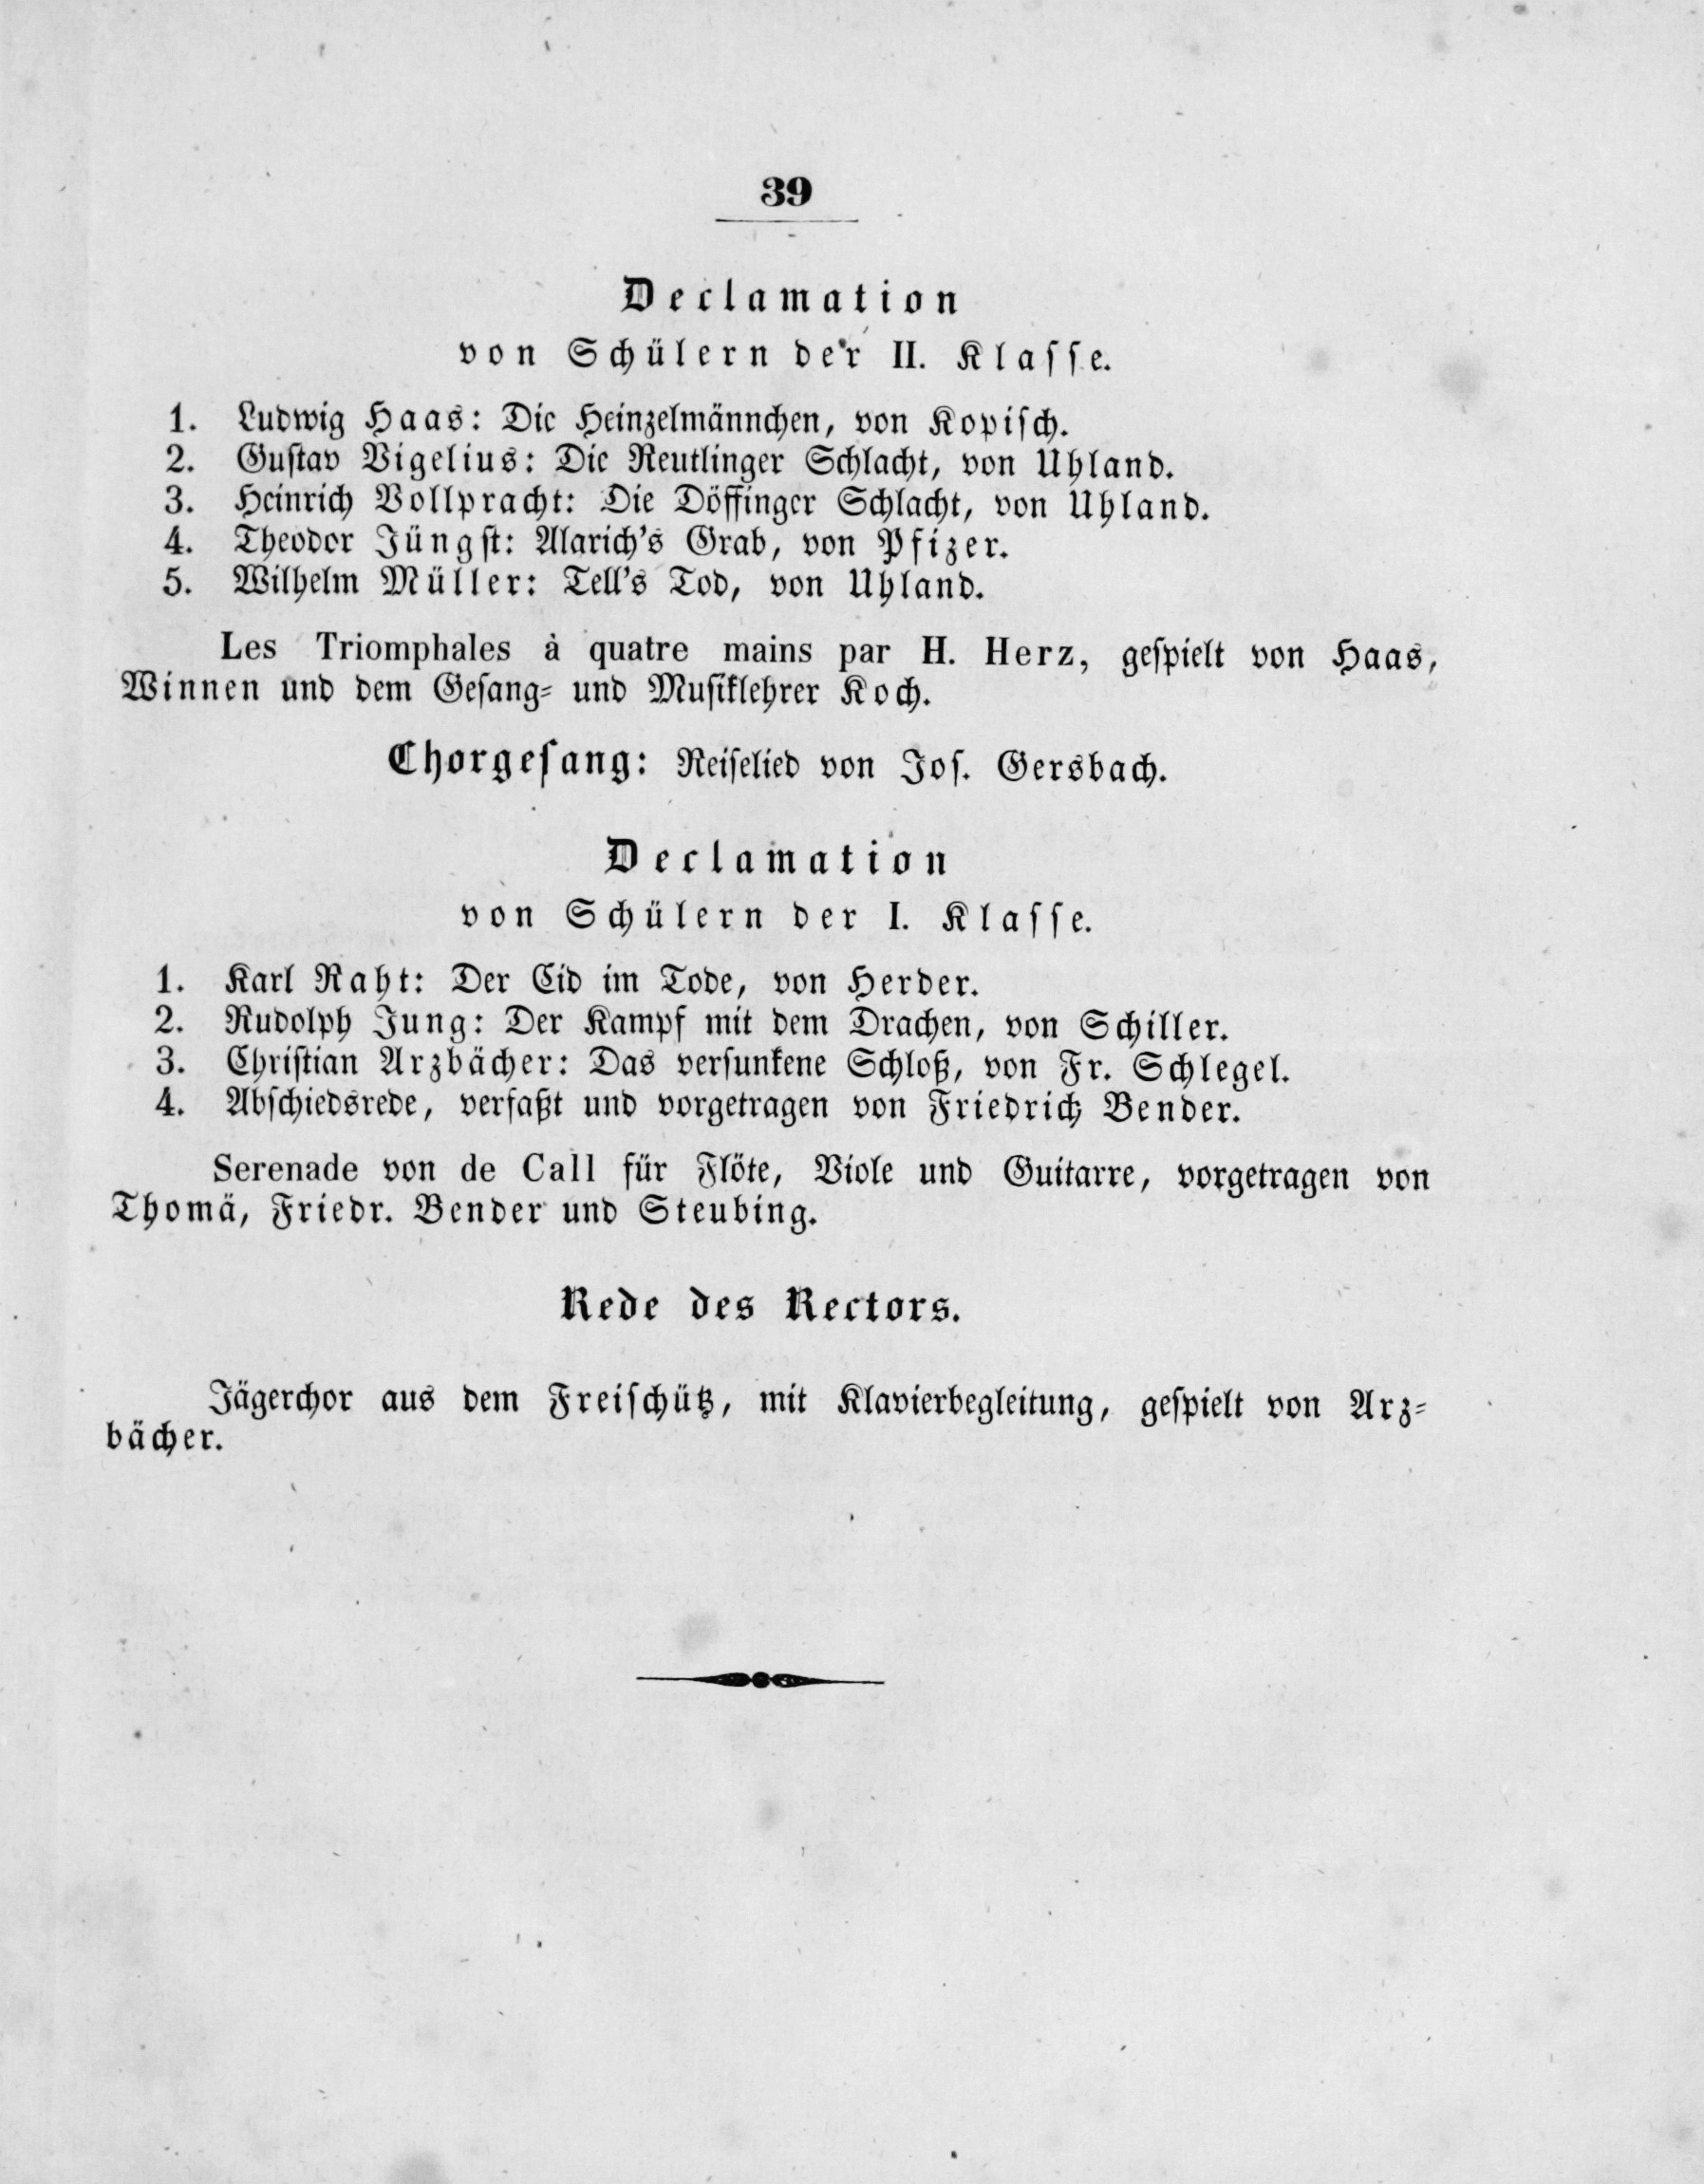 39
Declamation
von Schülern der II. Klasse.
1. Ludwig Haas: Die Heinzelmännchen, von Kopisch.
2. Gustav Vigelius: Die Reutlinger Schlacht, von Uhland.
3. Heinrich Vollpracht: Die Döffinger Schlacht, von Uhland.
4. Theodor Jüngst: Alarich's Grab, von Pfizer.
5. Wilhelm Müller: Tell's Tod, von Uhland.
Les Triomphales à quatre mains par H. Herz, gespielt von Haas,
Winnen und dem Gesang- und Musiklehrer Koch.
Chorgesang: Reiselied von Jos. Gersbach.
Declamation
von Schülern der I. Klasse.
1. Karl Raht: Der Cid im Tode, von Herder.
2. Rudolph Jung: Der Kampf mit dem Drachen, von Schiller.
3. Christian Arzbächer: Das versunkene Schloß, von Fr. Schlegel.
4. Abschiedsrede, verfaßt und vorgetragen von Friedrich Bender.
Serenade von de Call für Flöte, Viole und Guitarre, vorgetragen von
Thomä, Friedr. Bender und Steubing.
Rede des Rectors.
Jägerchor aus dem Freischütz, mit Klavierbegleitung, gespielt von Arz-
bächer.